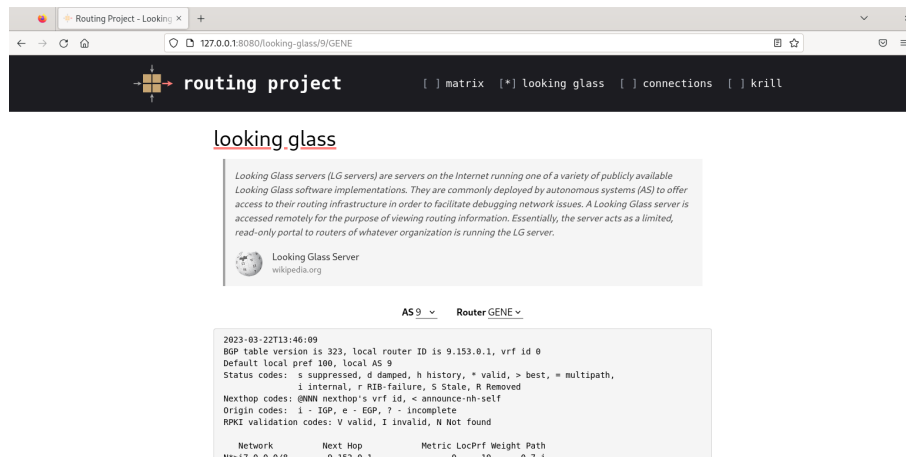 Routing Project - Looking
127.0.0.1:8080/looking-glass/9/GENE
routing project
[ ] matrix [*] looking glass [ ] connections [ ] krill
looking glass
Looking Glass servers (LG servers) are servers on the Internet running one of a variety of publicly available
Looking Glass software implementations. They are commonly deployed by autonomous systems (AS) to offer
access to their routing infrastructure in order to facilitate debugging network issues. A Looking Glass server is
accessed remotely for the purpose of viewing routing information. Essentially, the server acts as a limited,
read-only portal to routers of whatever organization is running the LG server.
Looking Glass Server
wikipedia.org
AS 9 Router GENE
2023-03-22T13:46:09
BGP table version is 323, local router ID is 9.153.0.1, vrf id 0
Default local pref 100, local AS 9
Status codes: s suppressed, d damped, h history, * valid, > best, = multipath,
i internal, r RIB-failure, S Stale, R Removed
Nexthop codes: @NNN nexthop's vrf id, < announce-nh-self
Origin codes: i - IGP, e - EGP, ? - incomplete
RPKI validation codes: V valid, I invalid, N Not found
Network Next Hop Metric LocPrf Weight Path